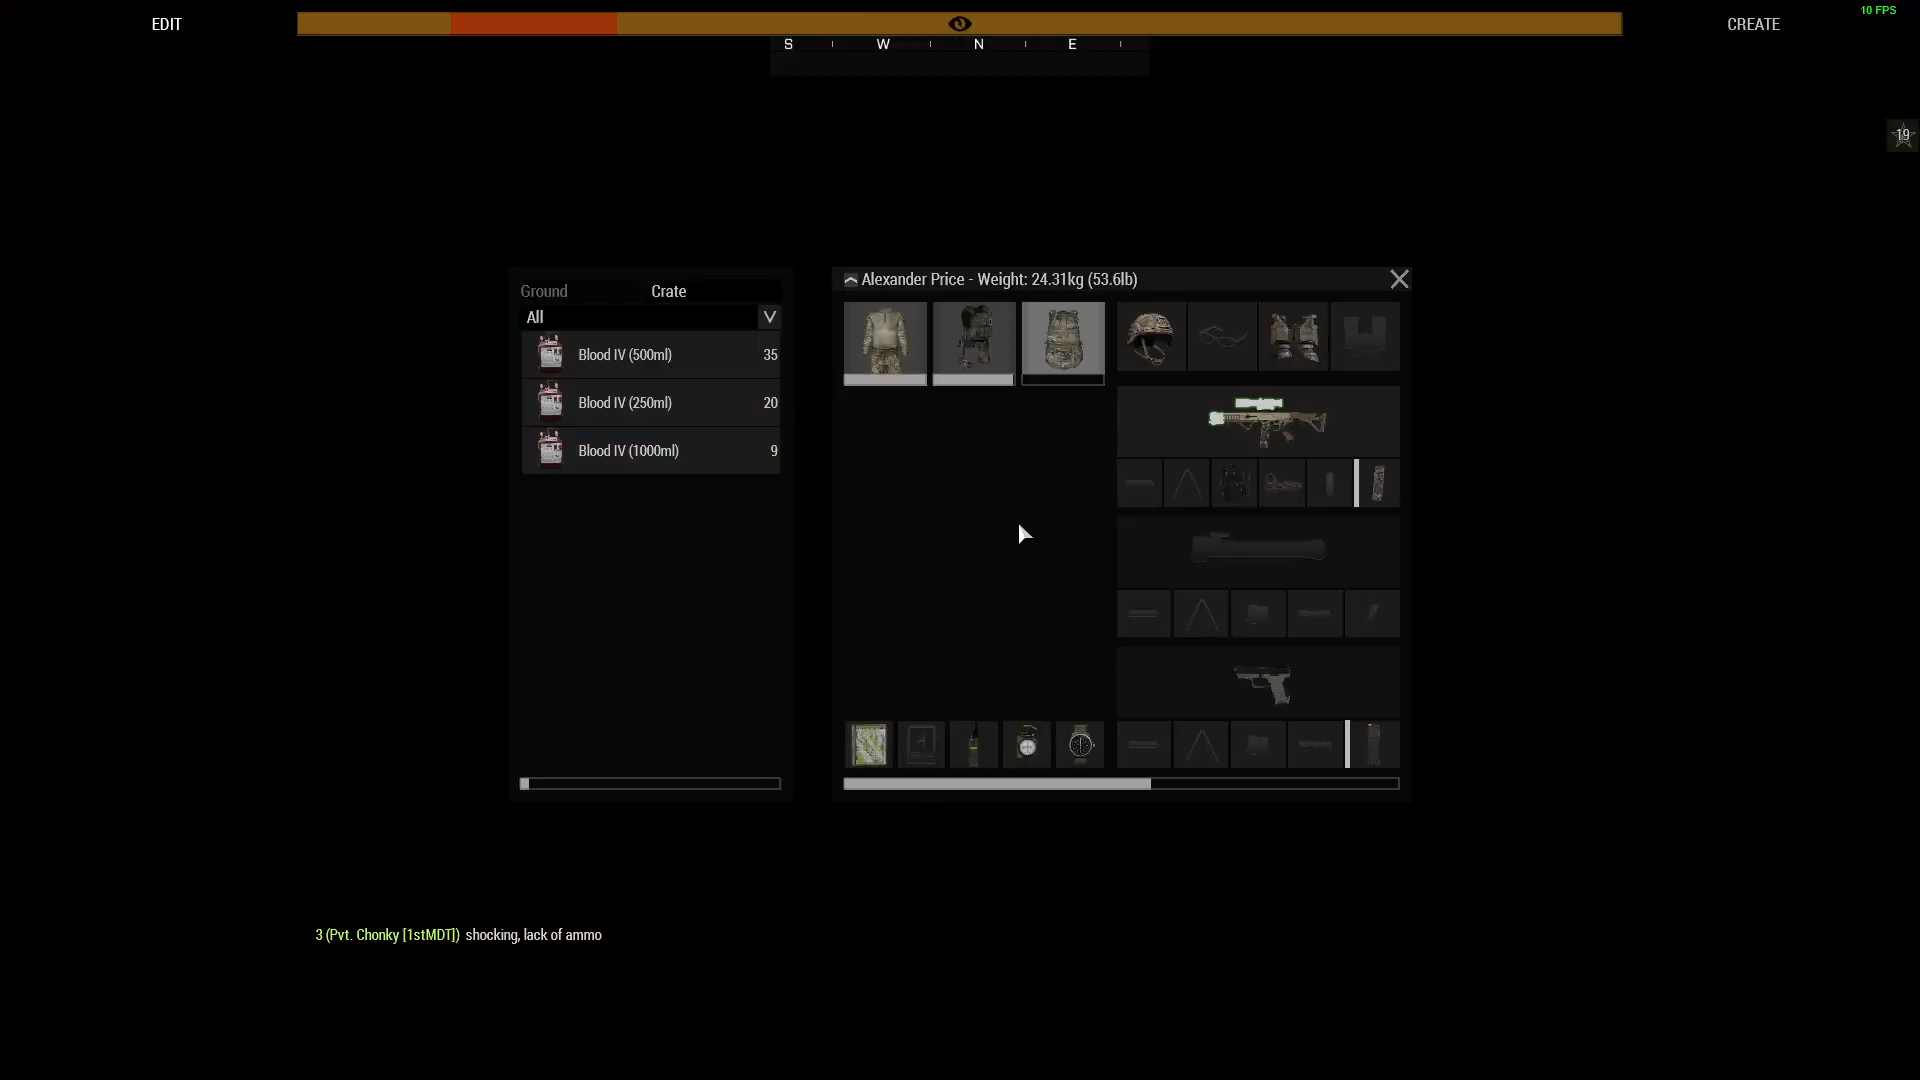 10 FPS
EDIT
CREATE
S W N E
19
Alexander Price - Weight: 24.31kg (53.6lb)
Ground Crate
All
Blood IV (500ml) 35
Blood IV (250ml) 20
Blood IV (1000ml) 9
3 (Pvt. Chonky [1stMDT]) shocking, lack of ammo